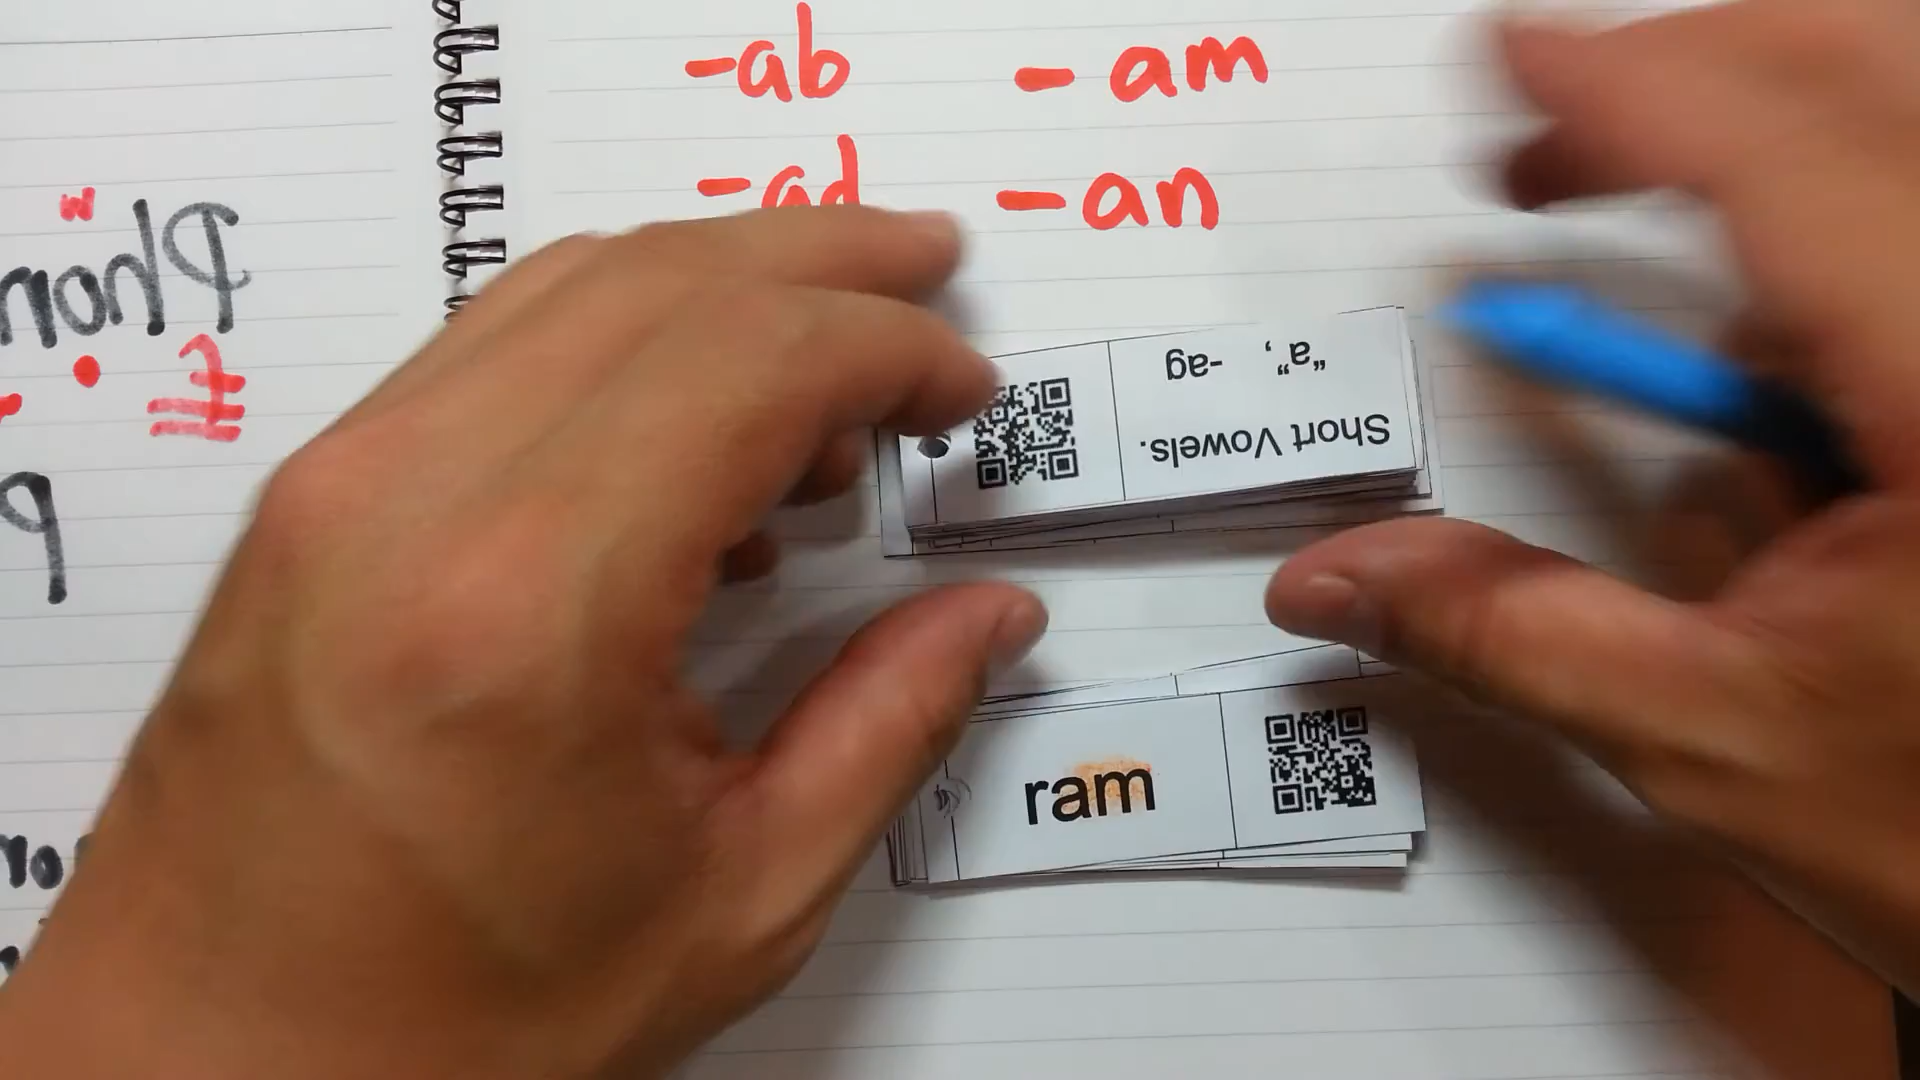 -ab - am
-ad - an
Short Vowels.
"a", -ag
ram